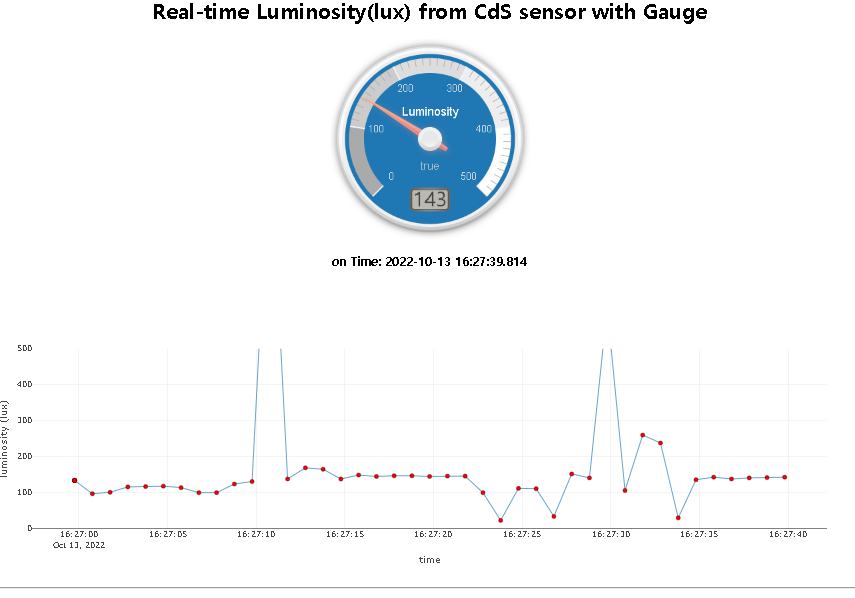 Real-time Luminosity(lux) from CdS sensor with Gauge
200 300
Luminosity
100 400
true
0 500
143
on Time: 2022-10-13 16:27:39.814
500
400
300
200
100
0
luminosity (lux)
16:27:00 16:27:05 16:27:10 16:27:15 16:27:20 16:27:25 16:27:30 16:27:35 16:27:40
Oct 13, 2022
time